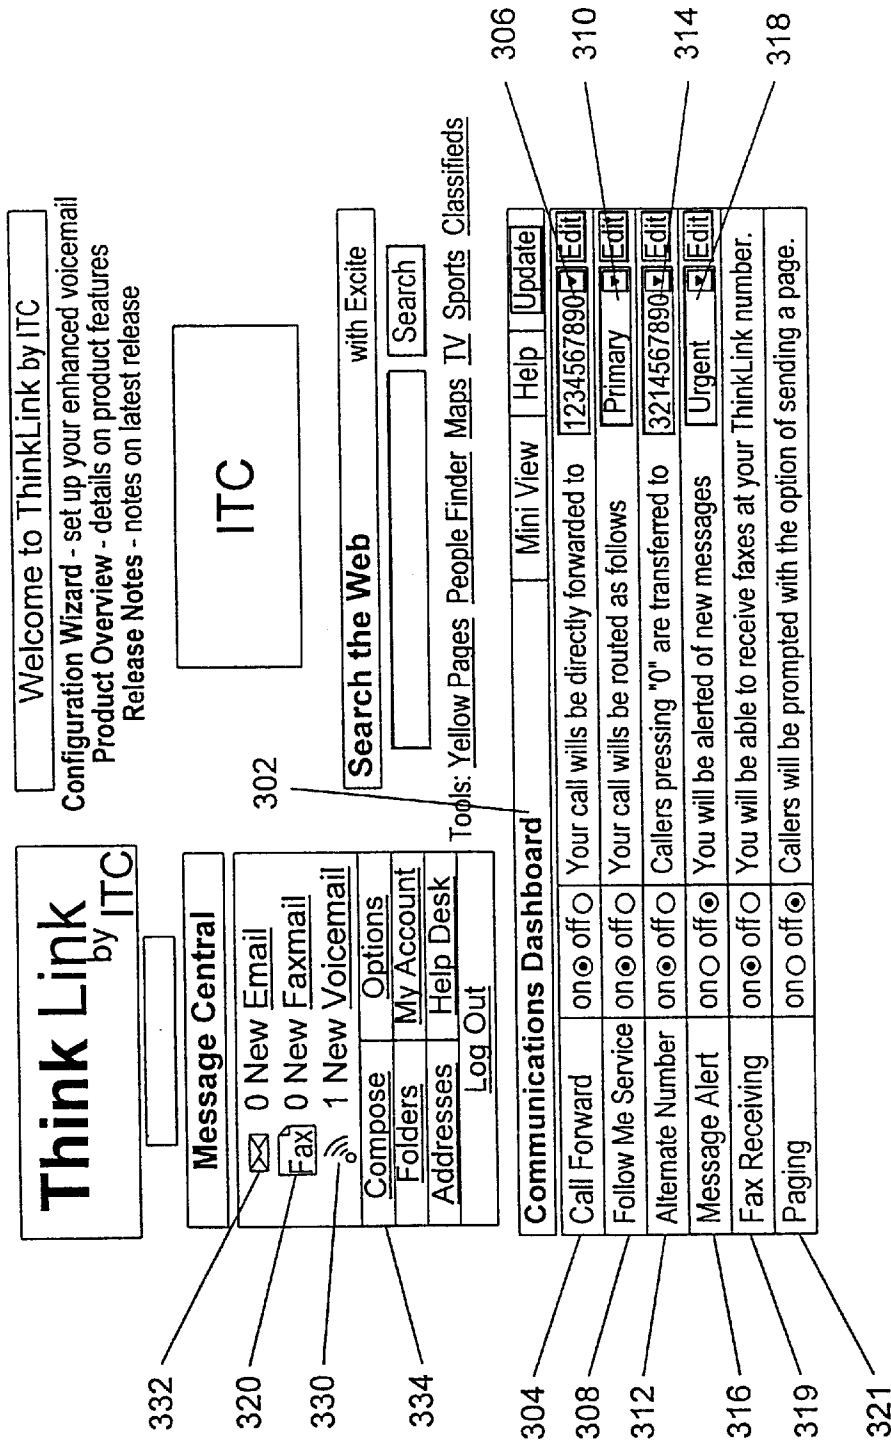 Think Link
by ITC
Welcome to ThinkLink by ITC
Configuration Wizard - set up your enhanced voicemail
Product Overview - details on product features
Release Notes - notes on latest release
Message Central
0 New Email
Fax 0 New Faxmail
1 New Voicemail
Compose Options
Folders My Account
Addresses Help Desk
Log Out
ITC
Search the Web with Excite
Search
Tools: Yellow Pages People Finder Maps TV Sports Classifieds
302
332
320
330
334
Communications Dashboard Mini View Help Update
Call Forward on off Your call wills be directly forwarded to 1234567890 Edit
Follow Me Service on off Your call wills be routed as follows Primary Edit
Alternate Number on off Callers pressing "0" are transferred to 3214567890 Edit
Message Alert on off You will be alerted of new messages Urgent Edit
Fax Receiving on off You will be able to receive faxes at your ThinkLink number.
Paging on off Callers will be prompted with the option of sending a page.
304
308
312
316
319
321
306
310
314
318